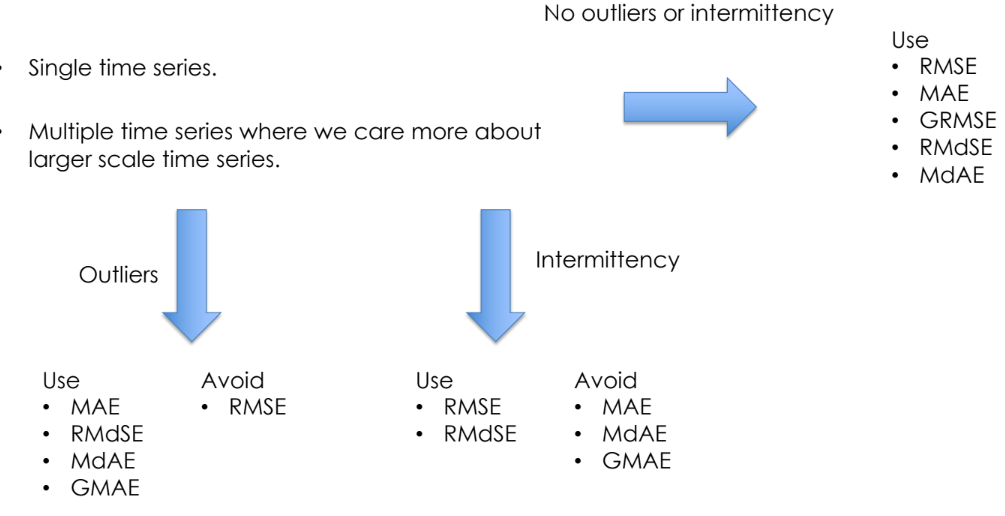 No outliers or intermittency
• Single time series.
• Multiple time series where we care more about
larger scale time series.
Use
• RMSE
• MAE
• GRMSE
• RMdSE
• MdAE
Outliers
Intermittency
Use
• MAE
• RMdSE
• MdAE
• GMAE
Avoid
• RMSE
Use
• RMSE
• RMdSE
Avoid
• MAE
• MdAE
• GMAE